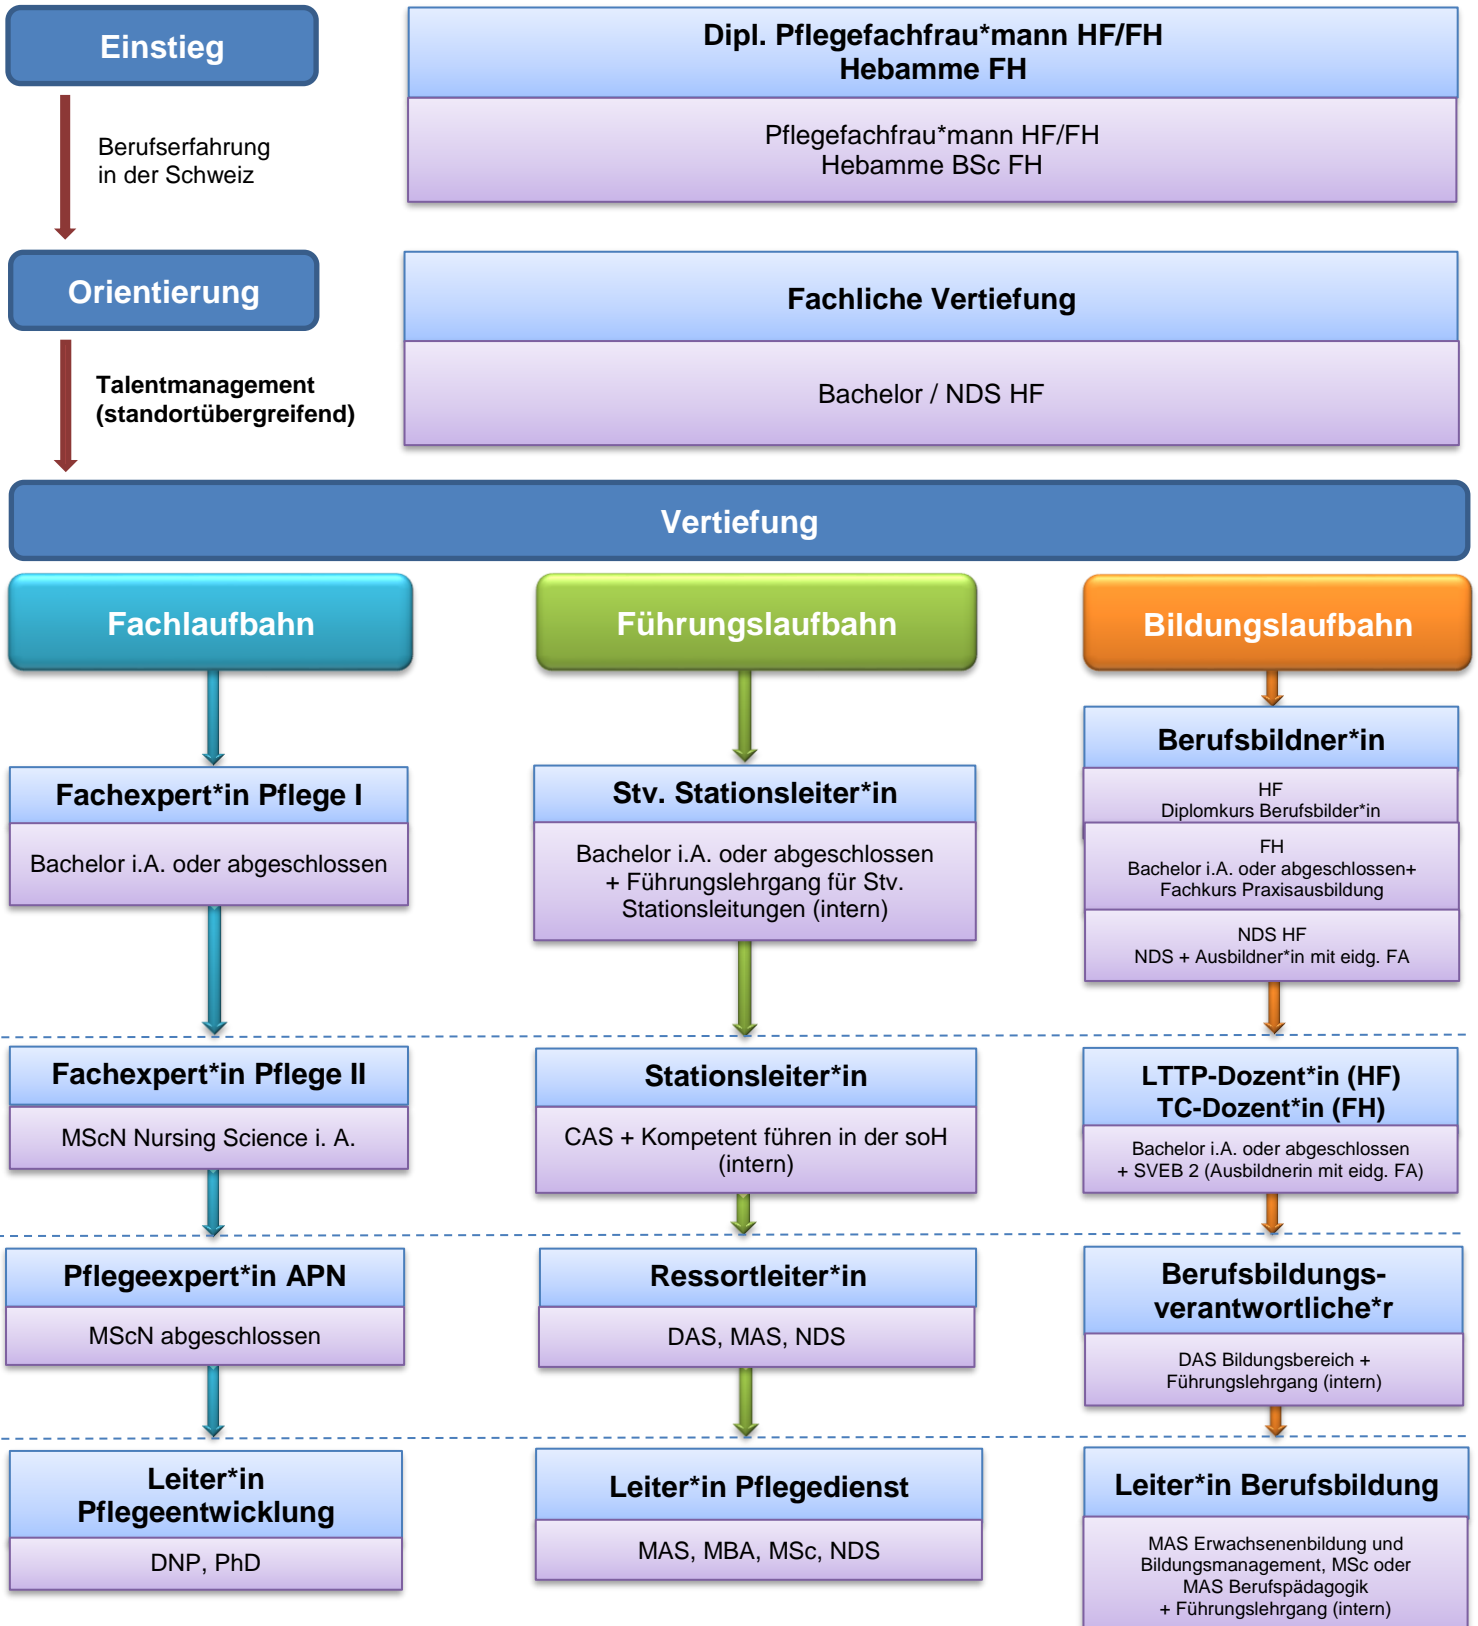 Einstieg
Dipl. Pflegefachfrau*mann HF/FH
Hebamme FH
Pflegefachfrau*mann HF/FH
Hebamme BSc FH
Berufserfahrung
in der Schweiz
Orientierung
Fachliche Vertiefung
Bachelor / NDS HF
Talentmanagement
(standortübergreifend)
Vertiefung
Fachlaufbahn
Fachexpert*in Pflege I
Bachelor i.A. oder abgeschlossen
Fachexpert*in Pflege II
MScN Nursing Science i. A.
Pflegeexpert*in APN
MScN abgeschlossen
Leiter*in
Pflegeentwicklung
DNP, PhD
Führungslaufbahn
Stv. Stationsleiter*in
Bachelor i.A. oder abgeschlossen
+ Führungslehrgang für Stv.
Stationsleitungen (intern)
Stationsleiter*in
CAS + Kompetent führen in der soH
(intern)
Ressortleiter*in
DAS, MAS, NDS
Leiter*in Pflegedienst
MAS, MBA, MSc, NDS
Bildungslaufbahn
Berufsbildner*in
HF
Diplomkurs Berufsbilder*in
FH
Bachelor i.A. oder abgeschlossen+
Fachkurs Praxisausbildung
NDS HF
NDS + Ausbildner*in mit eidg. FA
LTTP-Dozent*in (HF)
TC-Dozent*in (FH)
Bachelor i.A. oder abgeschlossen
+ SVEB 2 (Ausbildnerin mit eidg. FA)
Berufsbildungs-
verantwortliche*r
DAS Bildungsbereich +
Führungslehrgang (intern)
Leiter*in Berufsbildung
MAS Erwachsenenbildung und
Bildungsmanagement, MSc oder
MAS Berufspädagogik
+ Führungslehrgang (intern)